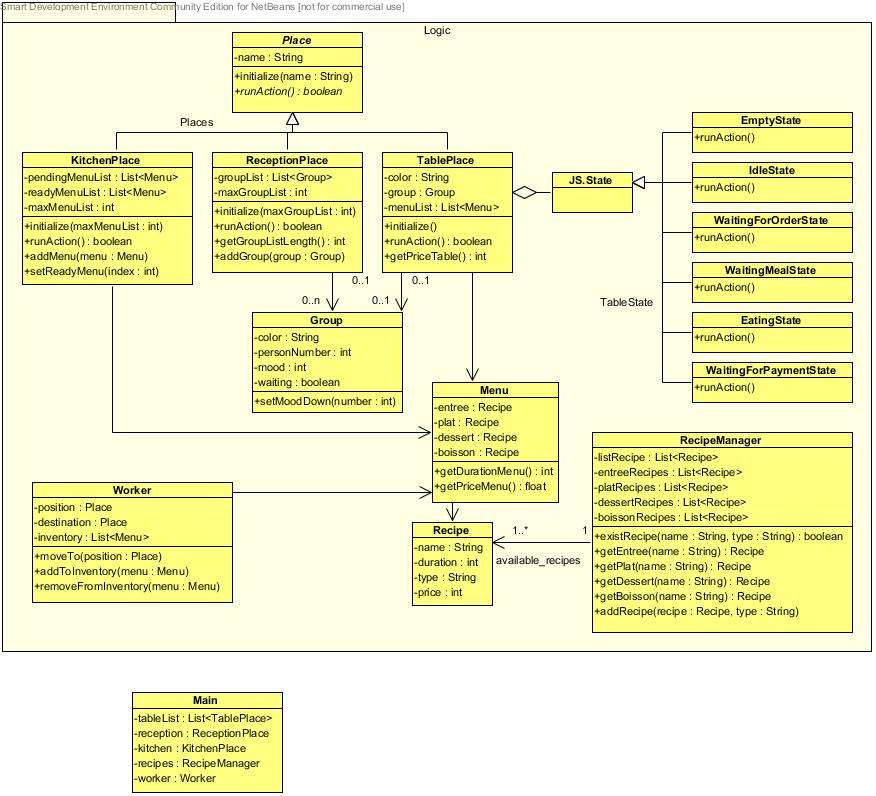 Smart Development Environment Community Edition for NetBeans [not for commercial use]
Logic
Place
-name : String
+initialize(name : String)
+runAction() : boolean
Places
KitchenPlace
-pendingMenuList : List<Menu>
-readyMenuList : List<Menu>
-maxMenuList : int
+initialize(maxMenuList : int)
+runAction() : boolean
+addMenu(menu : Menu)
+setReadyMenu(index : int)
ReceptionPlace
-groupList : List<Group>
-maxGroupList : int
+initialize(maxGroupList : int)
+runAction() : boolean
+getGroupListLength() : int
+addGroup(group : Group)
TablePlace
-color : String
-group : Group
-menuList : List<Menu>
+initialize()
+runAction() : boolean
+getPriceTable() : int
JS.State
EmptyState
+runAction()
IdleState
+runAction()
WaitingForOrderState
+runAction()
WaitingMealState
+runAction()
TableState
EatingState
+runAction()
WaitingForPaymentState
+runAction()
0..1
0..1
0..n
0..1
Group
-color : String
-personNumber : int
-mood : int
-waiting : boolean
+setMoodDown(number : int)
Menu
-entree : Recipe
-plat : Recipe
-dessert : Recipe
-boisson : Recipe
+getDurationMenu() : int
+getPriceMenu() : float
RecipeManager
-listRecipe : List<Recipe>
-entreeRecipes : List<Recipe>
-platRecipes : List<Recipe>
-dessertRecipes : List<Recipe>
-boissonRecipes : List<Recipe>
+existRecipe(name : String, type : String) : boolean
+getEntree(name : String) : Recipe
+getPlat(name : String) : Recipe
+getDessert(name : String) : Recipe
+getBoisson(name : String) : Recipe
+addRecipe(recipe : Recipe, type : String)
Worker
-position : Place
-destination : Place
-inventory : List<Menu>
+moveTo(position : Place)
+addToInventory(menu : Menu)
+removeFromInventory(menu : Menu)
Recipe
-name : String
-duration : int
-type : String
-price : int
1..*
1
available_recipes
Main
-tableList : List<TablePlace>
-reception : ReceptionPlace
-kitchen : KitchenPlace
-recipes : RecipeManager
-worker : Worker